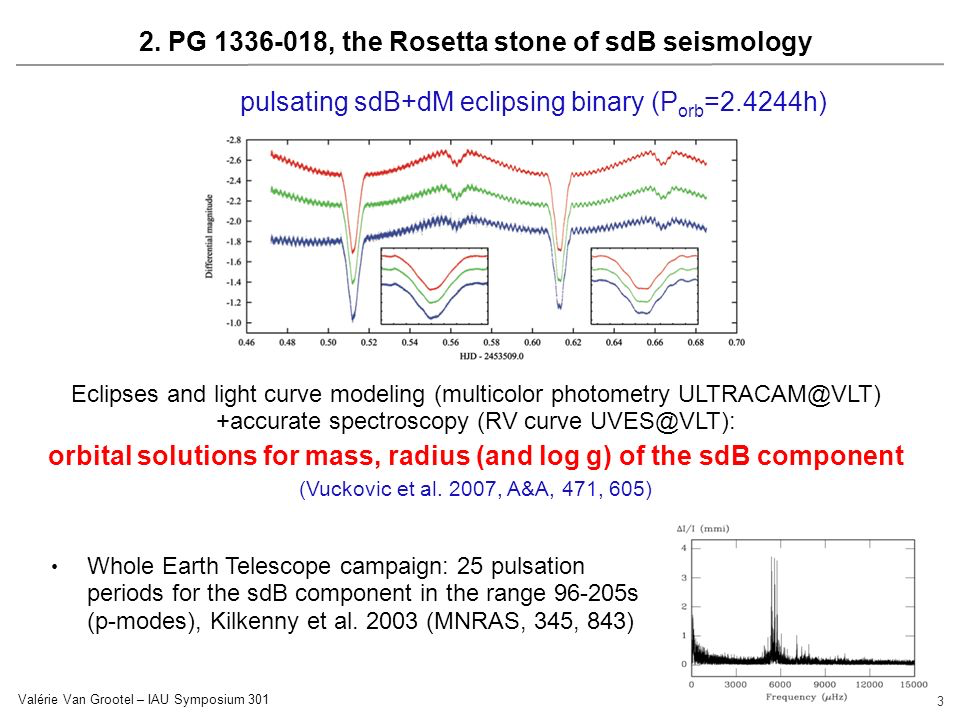 2. PG 1336-018, the Rosetta stone of sdB seismology
pulsating sdB+dM eclipsing binary (Porb=2.4244h)
-2.8
-2.6
-2.4
-2.2
-2.0
-1.8
-1.6
-1.4
-1.2
-1.0
Differential magnitude
0.46 0.48 0.50 0.52 0.54 0.56 0.58 0.60 0.62 0.64 0.66 0.68 0.70
HJD - 2453509.0
Eclipses and light curve modeling (multicolor photometry ULTRACAM@VLT)
+accurate spectroscopy (RV curve UVES@VLT):
orbital solutions for mass, radius (and log g) of the sdB component
(Vuckovic et al. 2007, A&A, 471, 605)
• Whole Earth Telescope campaign: 25 pulsation
periods for the sdB component in the range 96-205s
(p-modes), Kilkenny et al. 2003 (MNRAS, 345, 843)
ΔI/I (mmi)
4
3
2
1
0
0 3000 6000 9000 12000 15000
Frequency (μHz)
Valérie Van Grootel – IAU Symposium 301
3